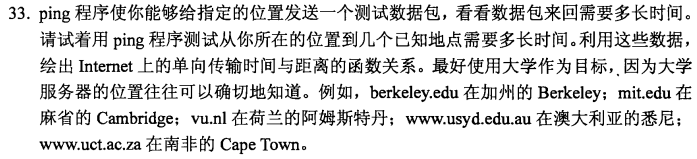 33. ping 程序使你能够给指定的位置发送一个测试数据包，看看数据包来回需要多长时间。
请试着用 ping 程序测试从你所在的位置到几个已知地点需要多长时间。利用这些数据，
绘出 Internet 上的单向传输时间与距离的函数关系。最好使用大学作为目标，因为大学
服务器的位置往往可以确切地知道。例如，berkeley.edu 在加州的 Berkeley；mit.edu 在
麻省的 Cambridge；vu.nl 在荷兰的阿姆斯特丹；www.usyd.edu.au 在澳大利亚的悉尼；
www.uct.ac.za 在南非的 Cape Town。